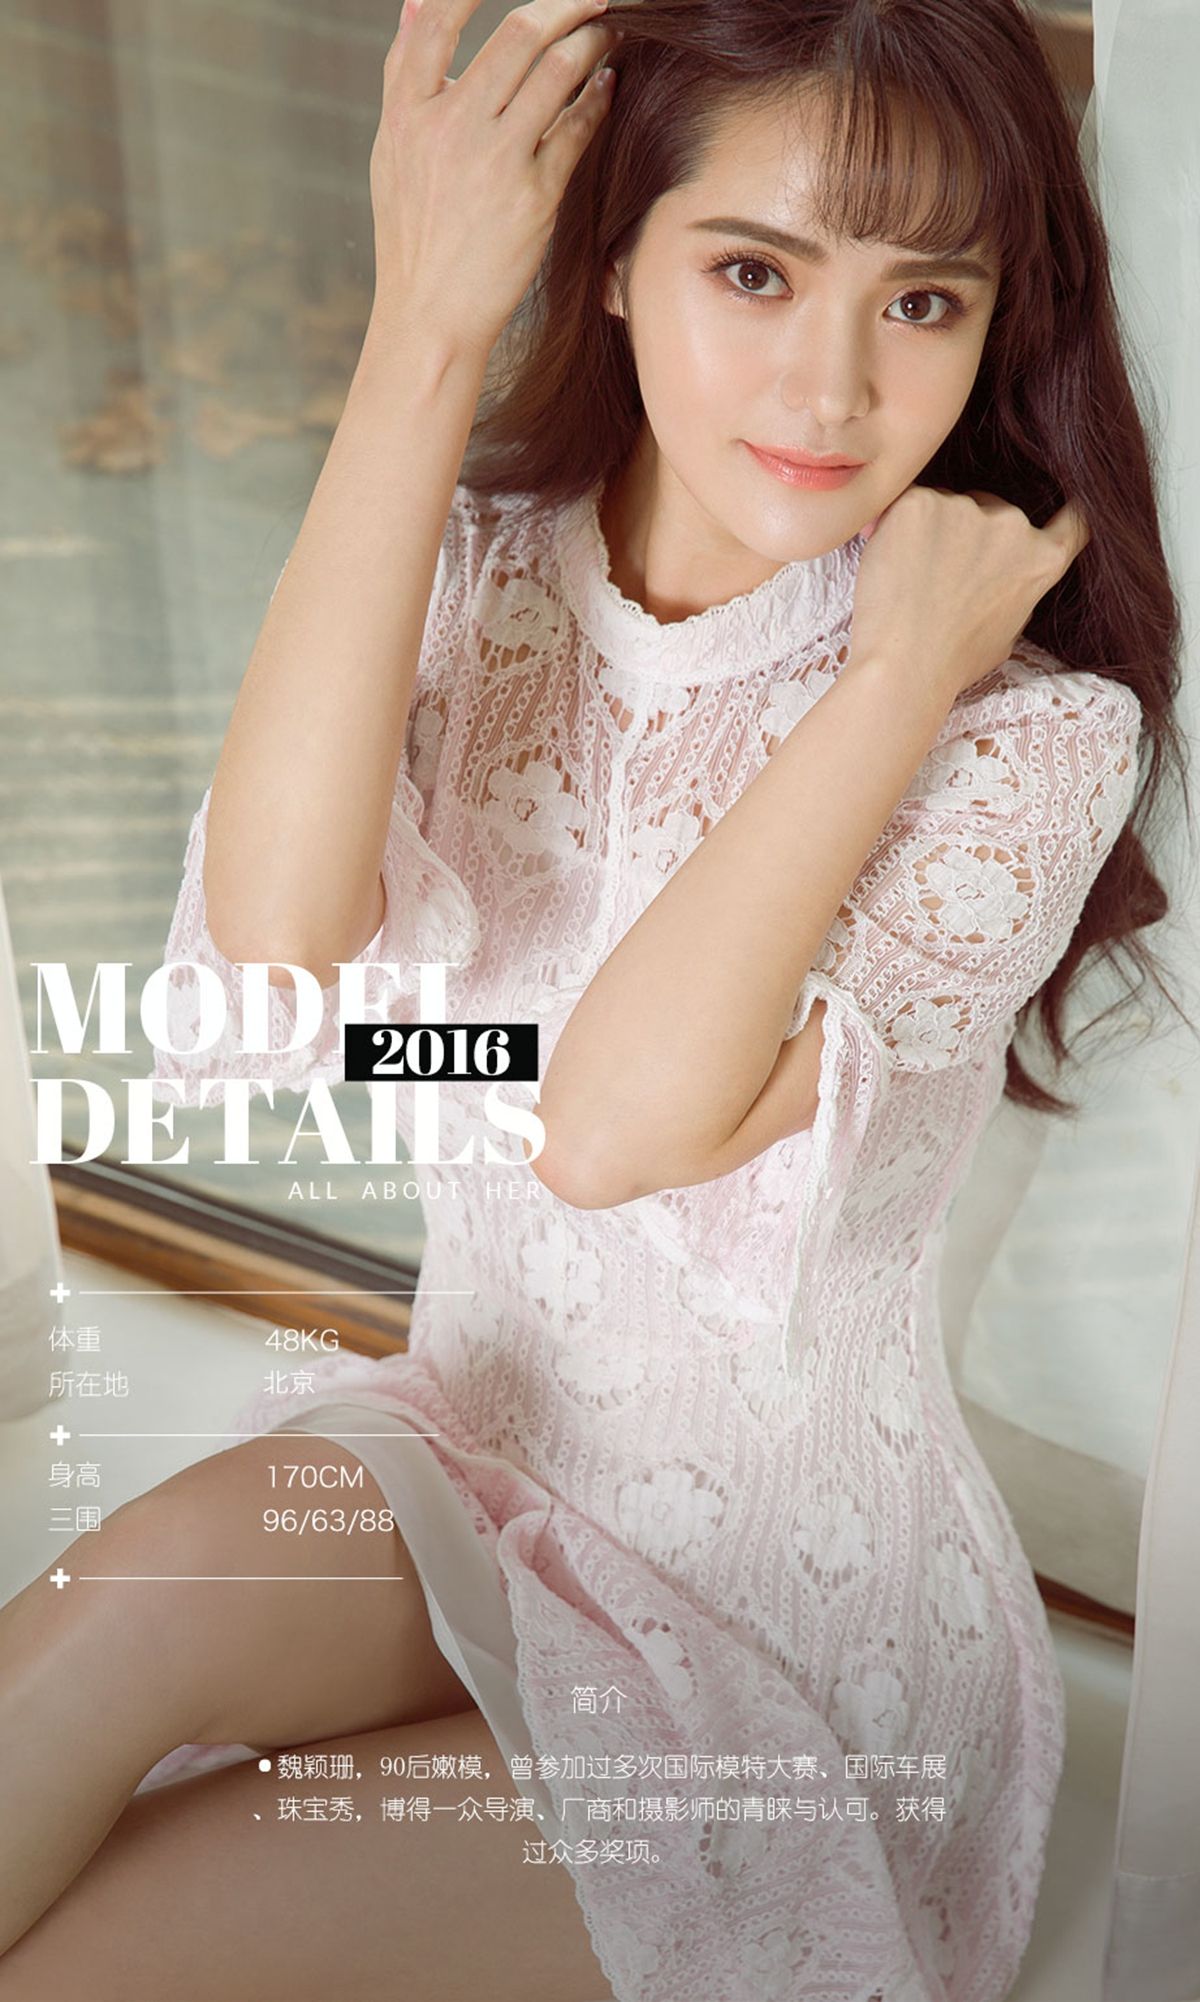 MODEL
2016
DETAILS
ALL ABOUT HER
体重 48KG
所在地 北京
身高 170CM
三围 96/63/88
简介
魏颖珊，90后嫩模，曾参加过多次国际模特大赛、国际车展
、珠宝秀，博得一众导演、厂商和摄影师的青睐与认可。获得
过众多奖项。